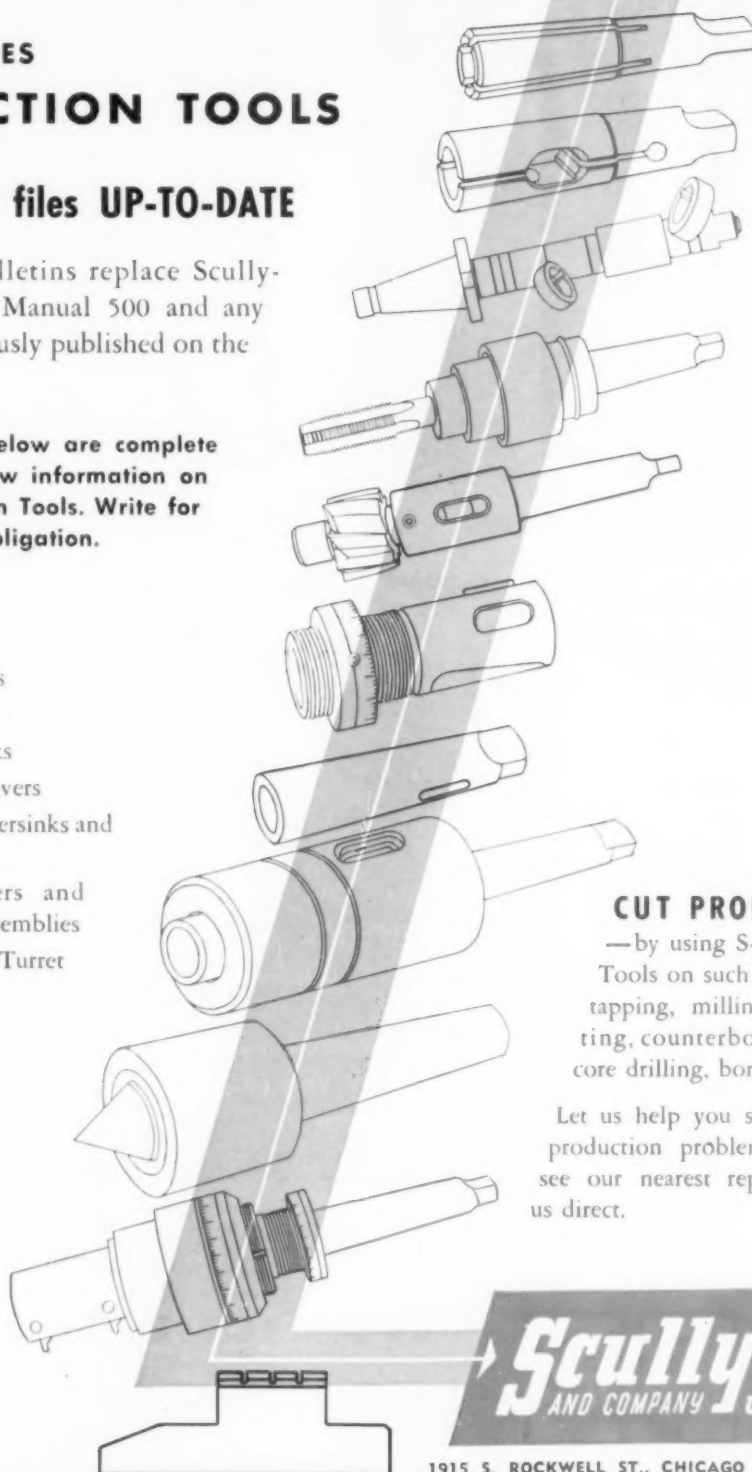 ES
CTION TOOLS
files UP-TO-DATE
lletins replace Scully-
Manual 500 and any
usly published on the
elow are complete
w information on
n Tools. Write for
bligation.
s
ks
vers
ersinks and
ers and
emblies
Turret
CUT PRO
—by using S-
Tools on such
tapping, millin
ting, counterbo
core drilling, bor
Let us help you s
production problem
see our nearest rep
us direct.
Scully
AND COMPANY
1915 S. ROCKWELL ST., CHICAGO